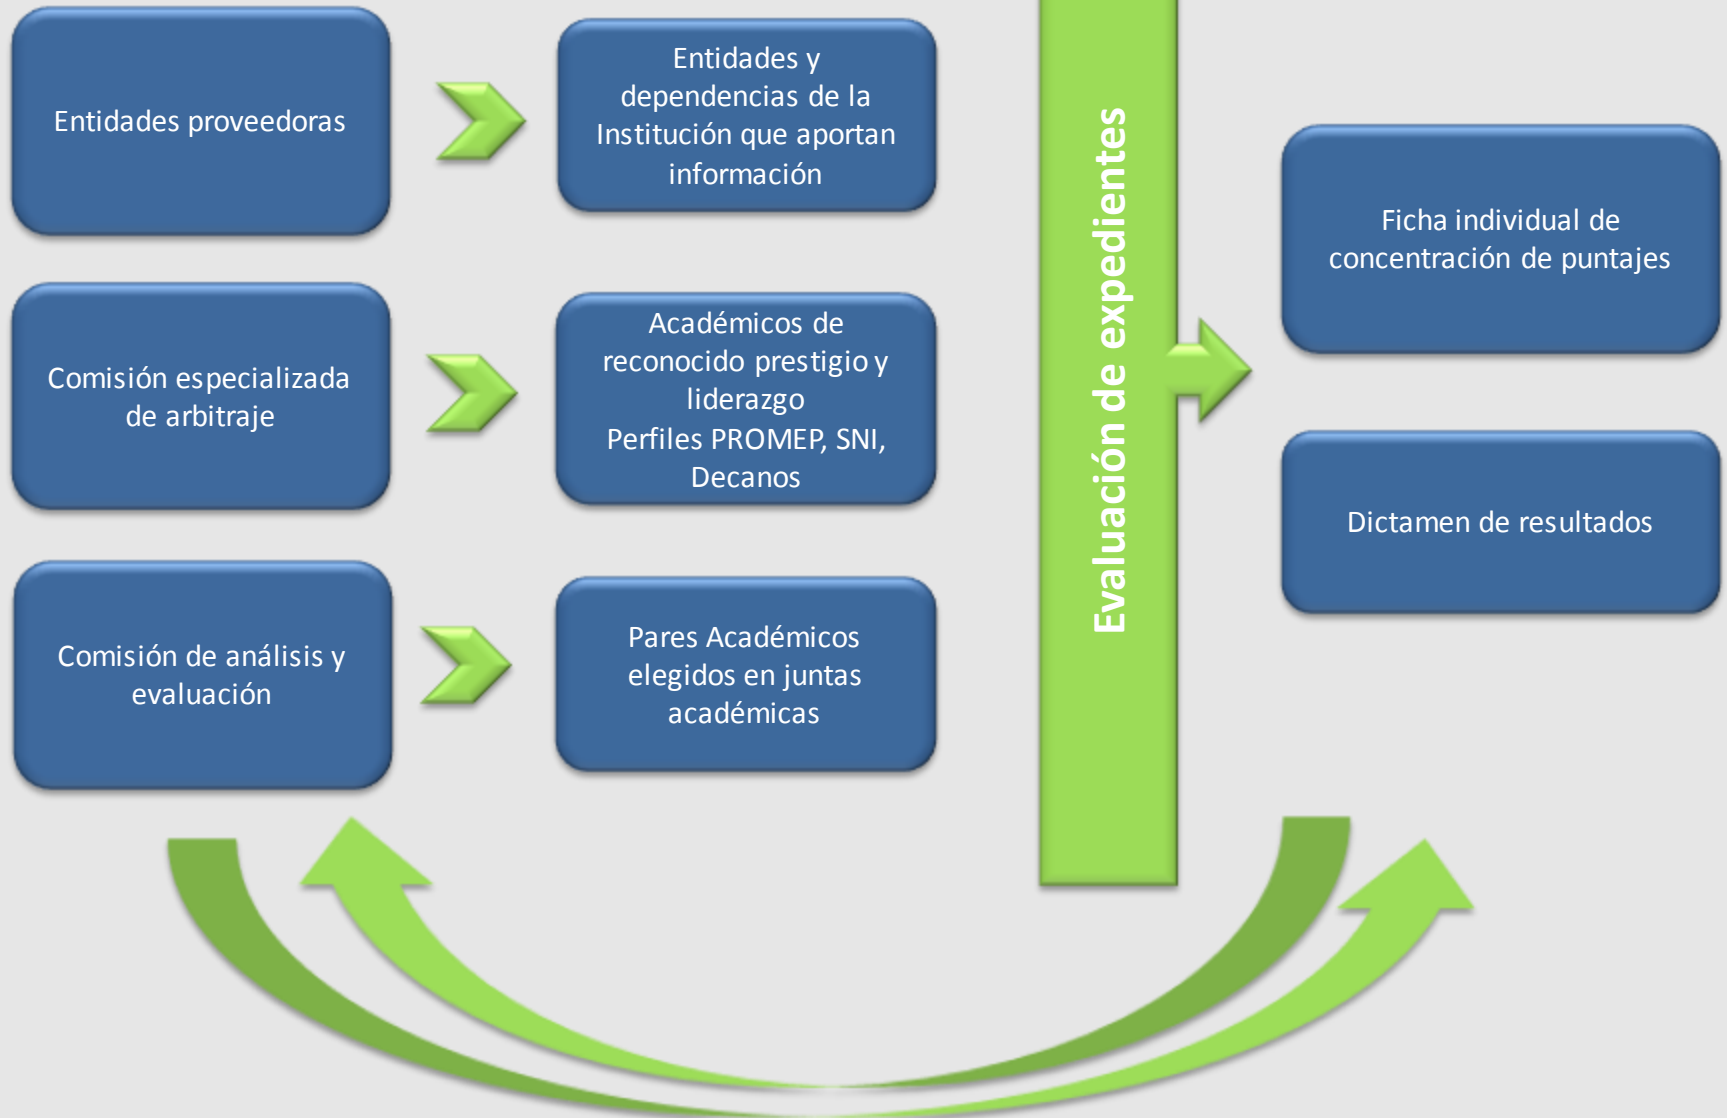 Entidades proveedoras
Entidades y
dependencias de la
Institución que aportan
información
Comisión especializada
de arbitraje
Académicos de
reconocido prestigio y
liderazgo
Perfiles PROMEP, SNI,
Decanos
Comisión de análisis y
evaluación
Pares Académicos
elegidos en juntas
académicas
Evaluación de expedientes
Ficha individual de
concentración de puntajes
Dictamen de resultados